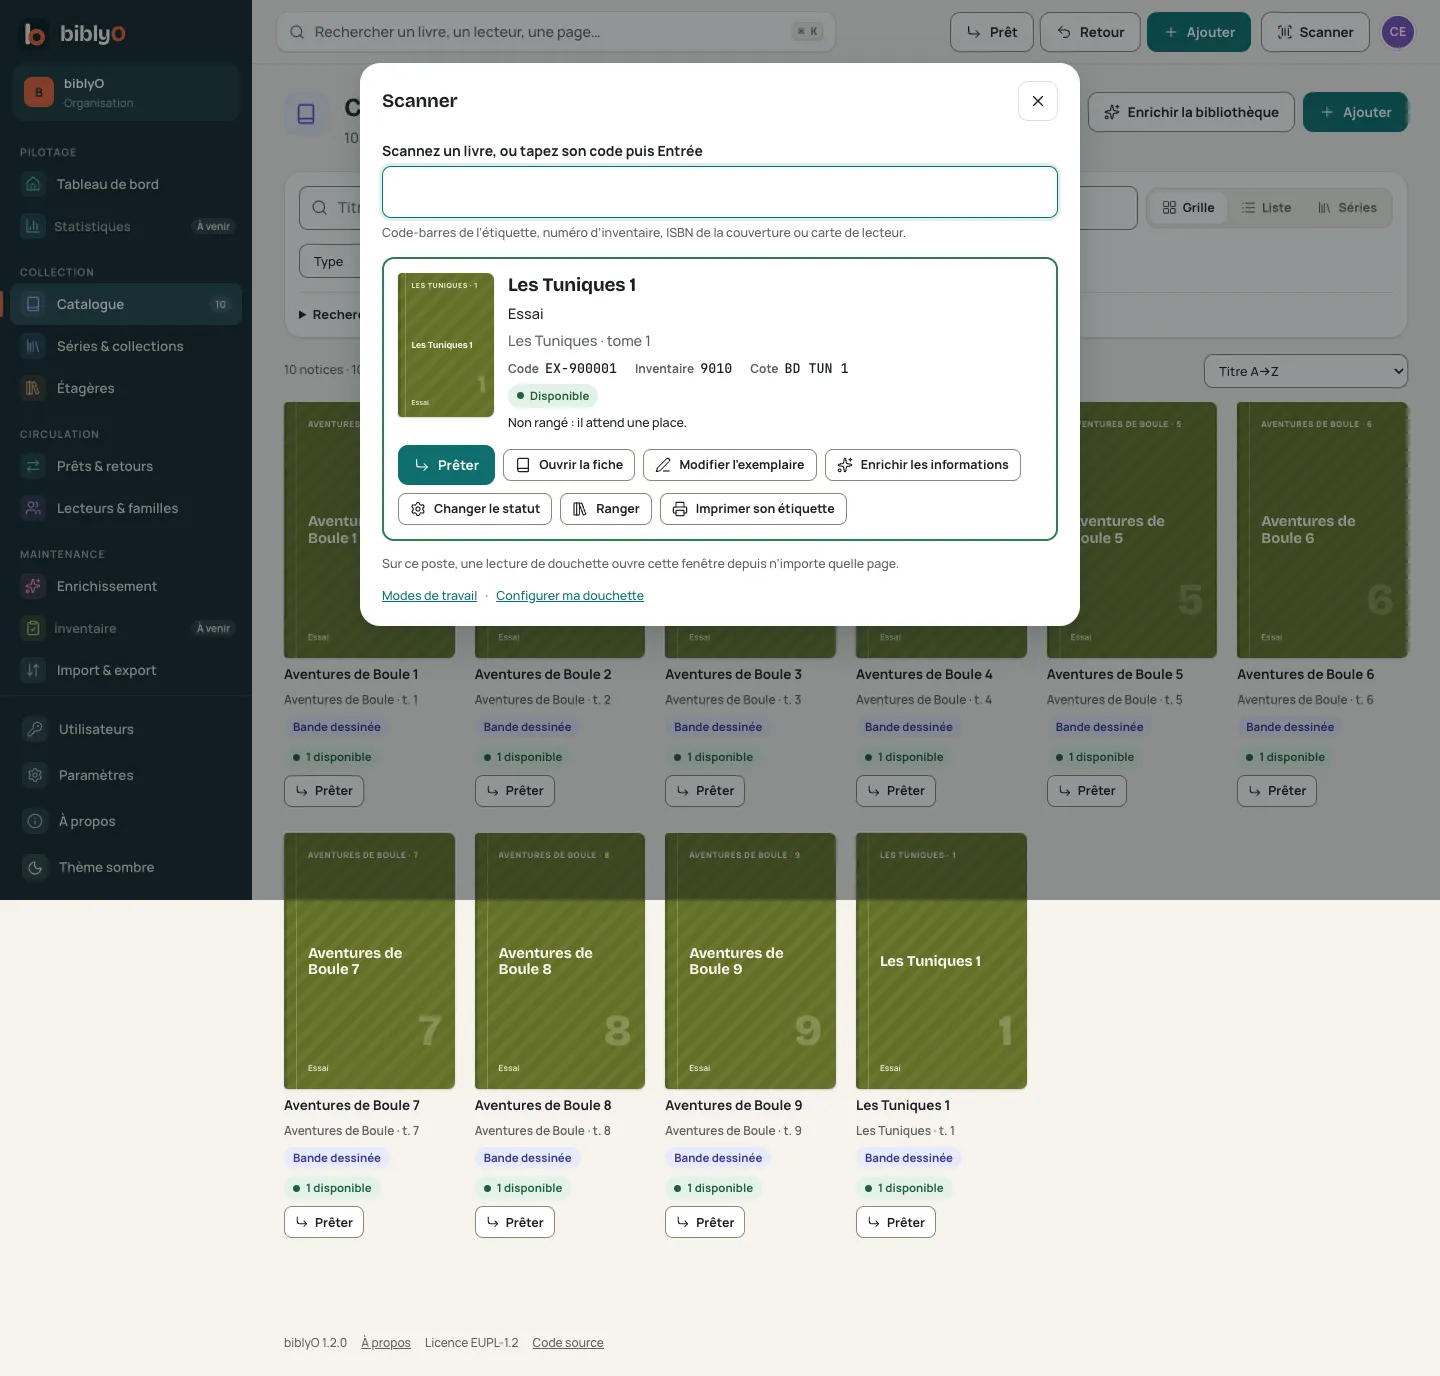 biblyO
Rechercher un livre, un lecteur, une page...
⌘ K
Prêt
Retour
Ajouter
Scanner
CE
B
biblyO
Organisation
PILOTAGE
Tableau de bord
Statistiques
À venir
COLLECTION
Catalogue
10
Séries & collections
Étagères
CIRCULATION
Prêts & retours
Lecteurs & familles
MAINTENANCE
Enrichissement
Inventaire
À venir
Import & export
Utilisateurs
Paramètres
À propos
Thème sombre
C
10
Enrichir la bibliothèque
Ajouter
Titr
Grille
Liste
Séries
Type
Recher
10 notices · 10
Titre A→Z
Scanner
Scannez un livre, ou tapez son code puis Entrée
Code-barres de l'étiquette, numéro d'inventaire, ISBN de la couverture ou carte de lecteur.
LES TUNIQUES · 1
Les Tuniques 1
1
Essai
Les Tuniques 1
Essai
Les Tuniques · tome 1
Code EX-900001 Inventaire 9010 Cote BD TUN 1
Disponible
Non rangé : il attend une place.
Prêter
Ouvrir la fiche
Modifier l'exemplaire
Enrichir les informations
Changer le statut
Ranger
Imprimer son étiquette
Sur ce poste, une lecture de douchette ouvre cette fenêtre depuis n'importe quelle page.
Modes de travail · Configurer ma douchette
AVENTURES
Aventu
Boule 1
Essai
Aventures de Boule 1
Aventures de Boule · t. 1
Bande dessinée
1 disponible
Prêter
Essai
Aventures de Boule 2
Aventures de Boule · t. 2
Bande dessinée
1 disponible
Prêter
Essai
Aventures de Boule 3
Aventures de Boule · t. 3
Bande dessinée
1 disponible
Prêter
Essai
Aventures de Boule 4
Aventures de Boule · t. 4
Bande dessinée
1 disponible
Prêter
ENTURES DE BOULE · 5
ventures de
oule 5
5
Essai
Aventures de Boule 5
Aventures de Boule · t. 5
Bande dessinée
1 disponible
Prêter
AVENTURES DE BOULE · 6
Aventures de
Boule 6
6
Essai
Aventures de Boule 6
Aventures de Boule · t. 6
Bande dessinée
1 disponible
Prêter
AVENTURES DE BOULE · 7
Aventures de
Boule 7
7
Essai
Aventures de Boule 7
Aventures de Boule · t. 7
Bande dessinée
1 disponible
Prêter
AVENTURES DE BOULE · 8
Aventures de
Boule 8
8
Essai
Aventures de Boule 8
Aventures de Boule · t. 8
Bande dessinée
1 disponible
Prêter
AVENTURES DE BOULE · 9
Aventures de
Boule 9
9
Essai
Aventures de Boule 9
Aventures de Boule · t. 9
Bande dessinée
1 disponible
Prêter
LES TUNIQUES · 1
Les Tuniques 1
1
Essai
Les Tuniques 1
Les Tuniques · t. 1
Bande dessinée
1 disponible
Prêter
biblyO 1.2.0 À propos Licence EUPL-1.2 Code source